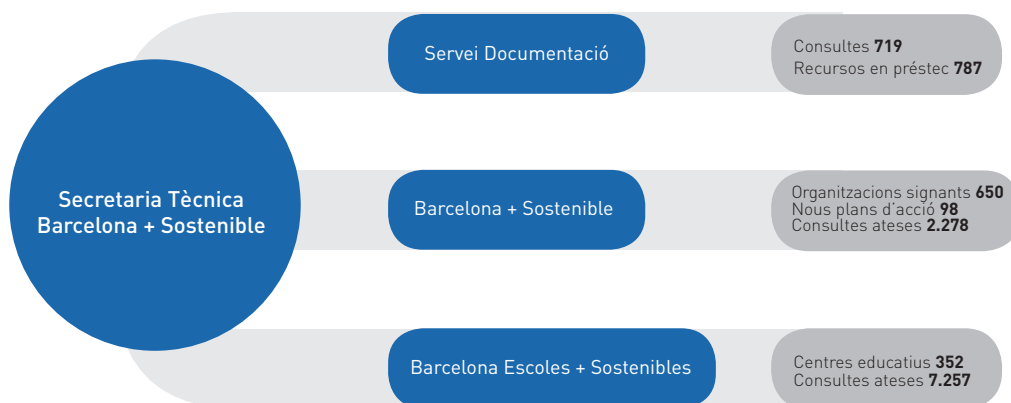 Servei Documentació
Consultes 719
Recursos en préstec 787
Secretaria Tècnica
Barcelona + Sostenible
Barcelona + Sostenible
Organitzacions signants 650
Nous plans d’acció 98
Consultes ateses 2.278
Barcelona Escoles + Sostenibles
Centres educatius 352
Consultes ateses 7.257